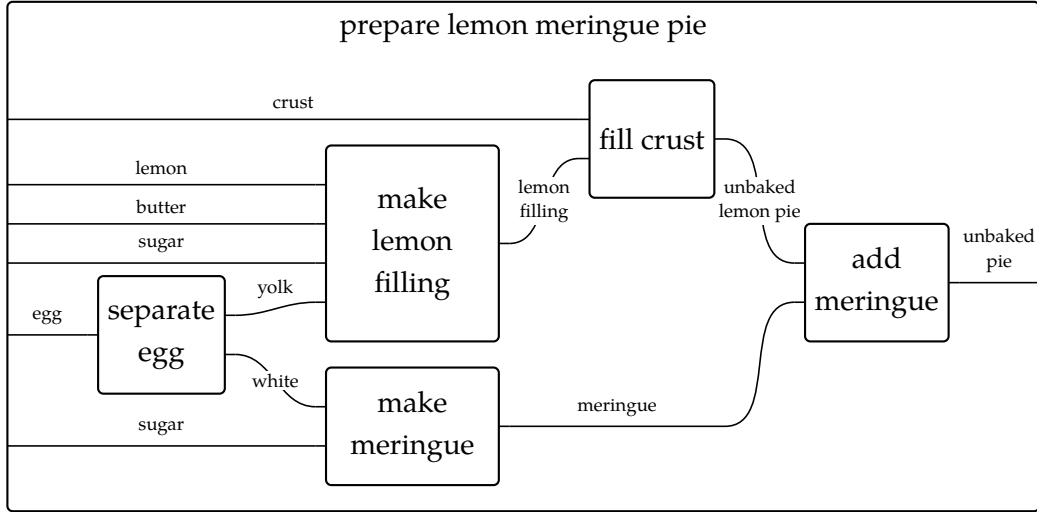 prepare lemon meringue pie
crust
fill crust
lemon
make
lemon
filling
lemon
filling
unbaked
lemon pie
butter
sugar
unbaked
pie
add
meringue
yolk
egg
separate
egg
white
make
meringue
meringue
sugar